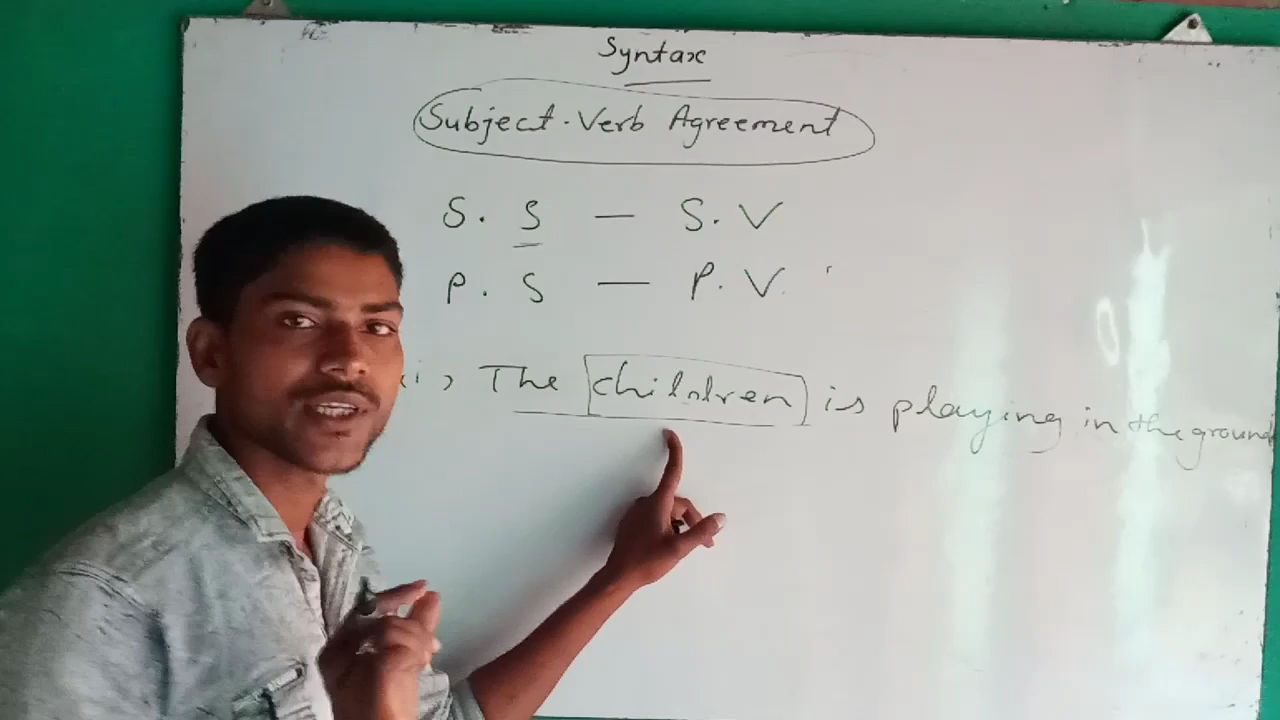 Syntax
Subject-Verb Agreement
S. S — S. V
P. S — P. V.
i) The children is playing in the ground